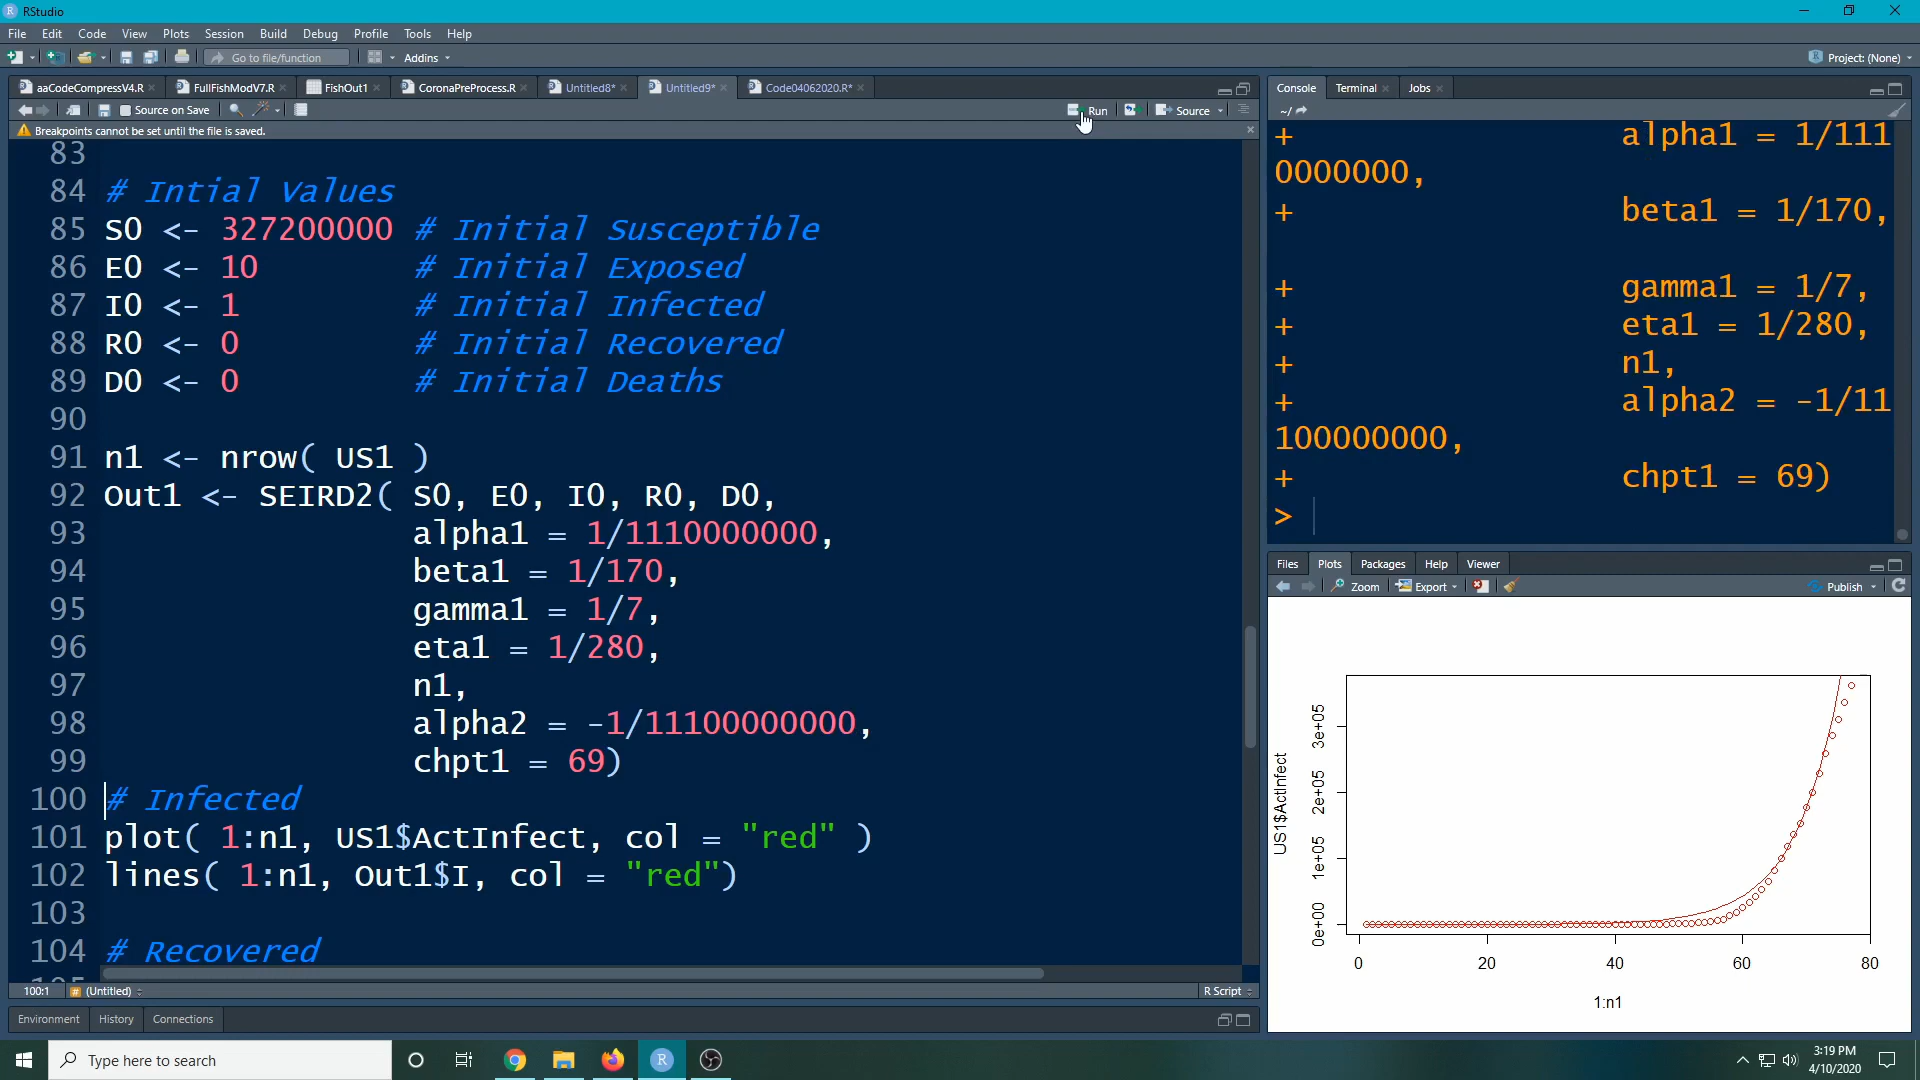 RStudio
File Edit Code View Plots Session Build Debug Profile Tools Help
Go to file/function Addins Project: (None)
aaCodeCompressV4.R FullFishModV7.R FishOut1 CoronaPreProcess.R Untitled8* Untitled9* Code04062020.R*
Source on Save Run Source
Breakpoints cannot be set until the file is saved.
83
84 # Intial Values
85 S0 <- 327200000 # Initial Susceptible
86 E0 <- 10 # Initial Exposed
87 I0 <- 1 # Initial Infected
88 R0 <- 0 # Initial Recovered
89 D0 <- 0 # Initial Deaths
90
91 n1 <- nrow( US1 )
92 Out1 <- SEIRD2( S0, E0, I0, R0, D0,
93 alpha1 = 1/1110000000,
94 beta1 = 1/170,
95 gamma1 = 1/7,
96 eta1 = 1/280,
97 n1,
98 alpha2 = -1/11100000000,
99 chpt1 = 69)
100 # Infected
101 plot( 1:n1, US1$ActInfect, col = "red" )
102 lines( 1:n1, Out1$I, col = "red")
103
104 # Recovered
100:1 (Untitled) R Script
Environment History Connections
Console Terminal Jobs
~/
+ alpha1 = 1/111
0000000,
+ beta1 = 1/170,
+ gamma1 = 1/7,
+ eta1 = 1/280,
+ n1,
+ alpha2 = -1/11
100000000,
+ chpt1 = 69)
>
Files Plots Packages Help Viewer
Zoom Export Publish
US1$ActInfect
3e+05
2e+05
1e+05
0e+00
0 20 40 60 80
1:n1
Type here to search
3:19 PM
4/10/2020